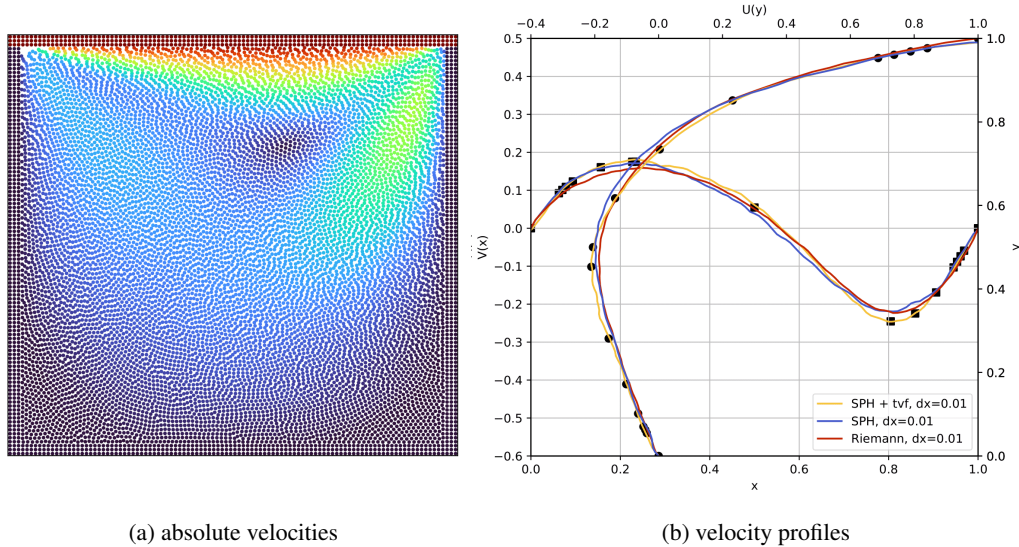 U(y)
−0.4 −0.2 0.0 0.2 0.4 0.6 0.8 1.0
0.5 1.0
0.4
0.3
0.8
0.2
0.1
0.6
0.0
V(x) y
−0.1
0.4
−0.2
−0.3
−0.4 0.2
SPH + tvf, dx=0.01
SPH, dx=0.01
−0.5
Riemann, dx=0.01
−0.6 0.0
0.0 0.2 0.4 0.6 0.8 1.0
x
(a) absolute velocities
(b) velocity profiles